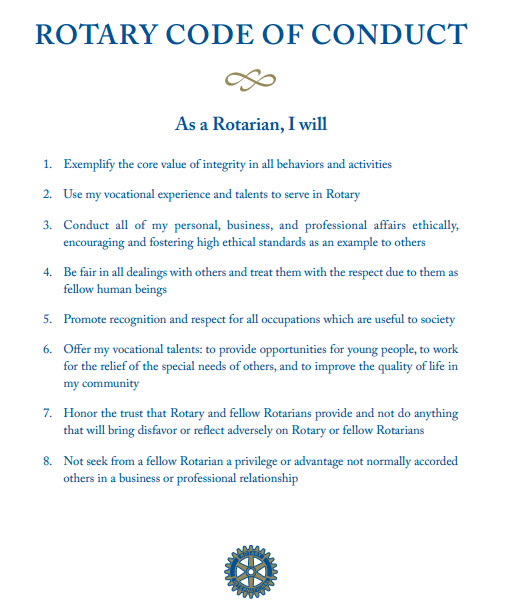 ROTARY CODE OF CONDUCT
As a Rotarian, I will
1. Exemplify the core value of integrity in all behaviors and activities
2. Use my vocational experience and talents to serve in Rotary
3. Conduct all of my personal, business, and professional affairs ethically,
encouraging and fostering high ethical standards as an example to others
4. Be fair in all dealings with others and treat them with the respect due to them as
fellow human beings
5. Promote recognition and respect for all occupations which are useful to society
6. Offer my vocational talents: to provide opportunities for young people, to work
for the relief of the special needs of others, and to improve the quality of life in
my community
7. Honor the trust that Rotary and fellow Rotarians provide and not do anything
that will bring disfavor or reflect adversely on Rotary or fellow Rotarians
8. Not seek from a fellow Rotarian a privilege or advantage not normally accorded
others in a business or professional relationship
ROTARY
INTERNATIONAL